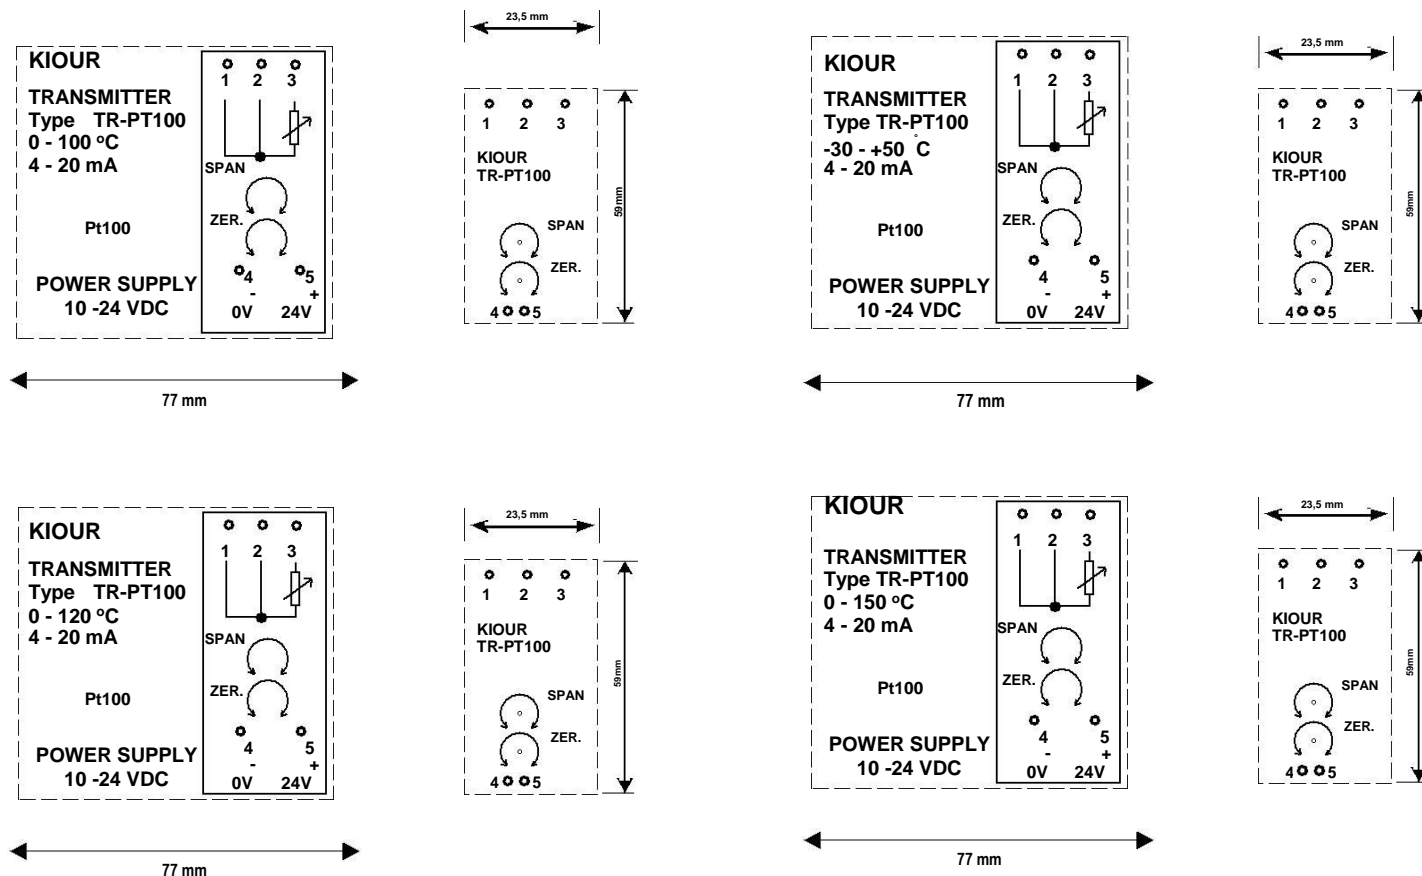 KIOUR
1 2 3
TRANSMITTER
Type TR-PT100
0 - 100 ºC
4 - 20 mA
SPAN
ZER.
Pt100
4 5
POWER SUPPLY
- +
10 -24 VDC
0V 24V
77 mm
23,5 mm
1 2 3
KIOUR
TR-PT100
SPAN
ZER.
4 5
59mm
KIOUR
1 2 3
TRANSMITTER
Type TR-PT100
-30 - +50 °C
4 - 20 mA
SPAN
ZER.
Pt100
4 5
POWER SUPPLY
- +
10 -24 VDC
0V 24V
77 mm
23,5 mm
1 2 3
KIOUR
TR-PT100
SPAN
ZER.
4 5
59mm
KIOUR
1 2 3
TRANSMITTER
Type TR-PT100
0 - 120 ºC
4 - 20 mA
SPAN
ZER.
Pt100
4 5
POWER SUPPLY
- +
10 -24 VDC
0V 24V
77 mm
23,5 mm
1 2 3
KIOUR
TR-PT100
SPAN
ZER.
4 5
59mm
KIOUR
1 2 3
TRANSMITTER
Type TR-PT100
0 - 150 ºC
4 - 20 mA
SPAN
ZER.
Pt100
4 5
POWER SUPPLY
- +
10 -24 VDC
0V 24V
77 mm
23,5 mm
1 2 3
KIOUR
TR-PT100
SPAN
ZER.
4 5
59mm